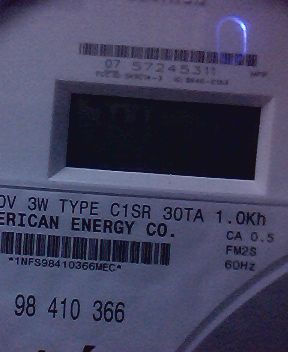 07 57245311
0V 3W TYPE C1SR 30TA 1.0Kh
ERICAN ENERGY CO.
CA 0.5
FM2S
60Hz
*1NFS98410366MEC*
98 410 366